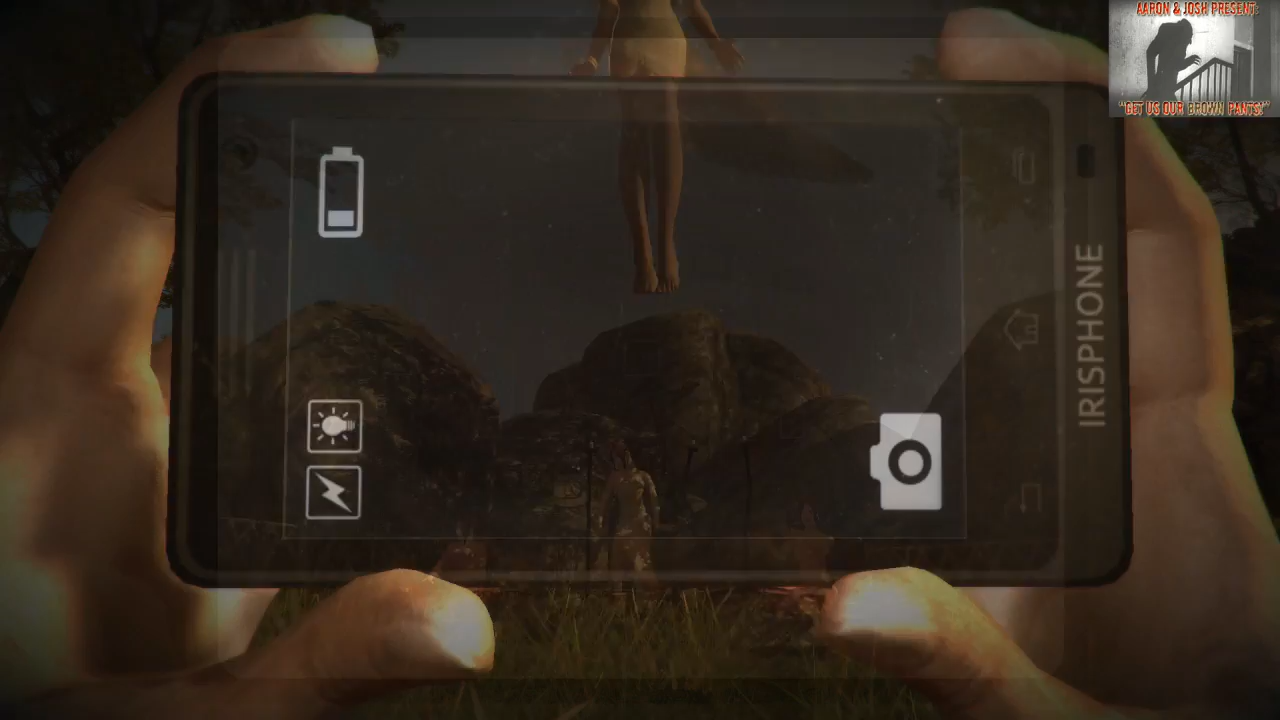 AARON & JOSH PRESENT:
"GET US OUR BROWN PANTS!"
IRISPHONE